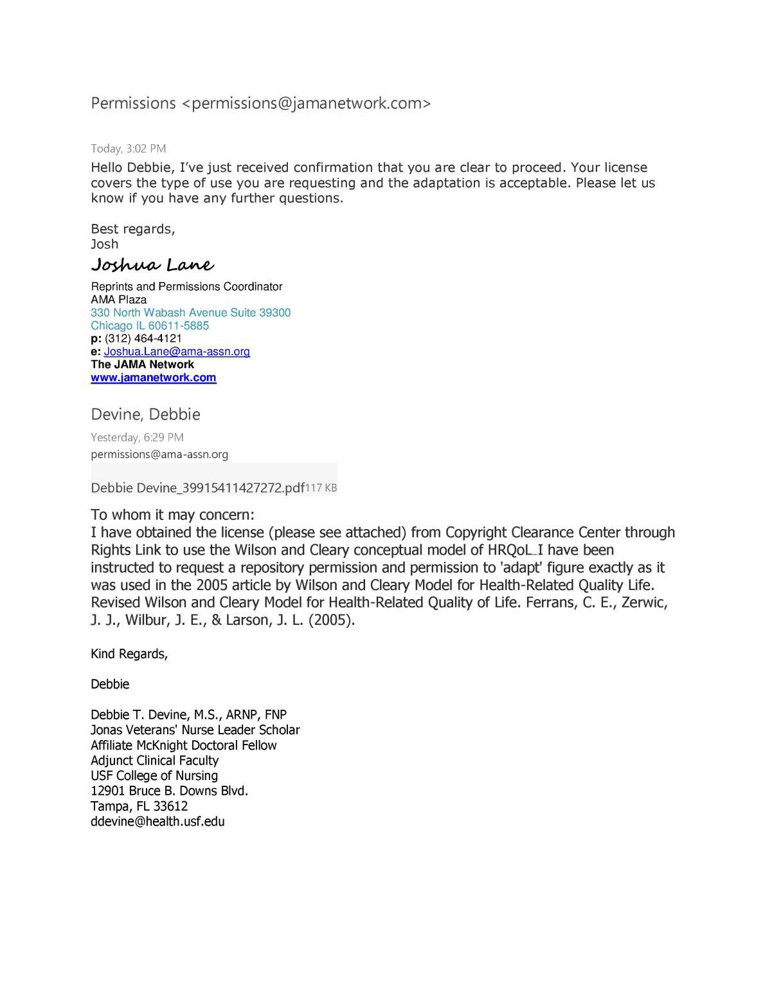 Permissions <permissions@jamanetwork.com>
Today, 3:02 PM
Hello Debbie, I’ve just received confirmation that you are clear to proceed. Your license
covers the type of use you are requesting and the adaptation is acceptable. Please let us
know if you have any further questions.
Best regards,
Josh
Joshua Lane
Reprints and Permissions Coordinator
AMA Plaza
330 North Wabash Avenue Suite 39300
Chicago IL 60611-5885
p: (312) 464-4121
e: Joshua.Lane@ama-assn.org
The JAMA Network
www.jamanetwork.com
Devine, Debbie
Yesterday, 6:29 PM
permissions@ama-assn.org
Debbie Devine_39915411427272.pdf117 KB
To whom it may concern:
I have obtained the license (please see attached) from Copyright Clearance Center through
Rights Link to use the Wilson and Cleary conceptual model of HRQoL...I have been
instructed to request a repository permission and permission to 'adapt' figure exactly as it
was used in the 2005 article by Wilson and Cleary Model for Health-Related Quality Life.
Revised Wilson and Cleary Model for Health-Related Quality of Life. Ferrans, C. E., Zerwic,
J. J., Wilbur, J. E., & Larson, J. L. (2005).
Kind Regards,
Debbie
Debbie T. Devine, M.S., ARNP, FNP
Jonas Veterans' Nurse Leader Scholar
Affiliate McKnight Doctoral Fellow
Adjunct Clinical Faculty
USF College of Nursing
12901 Bruce B. Downs Blvd.
Tampa, FL 33612
ddevine@health.usf.edu